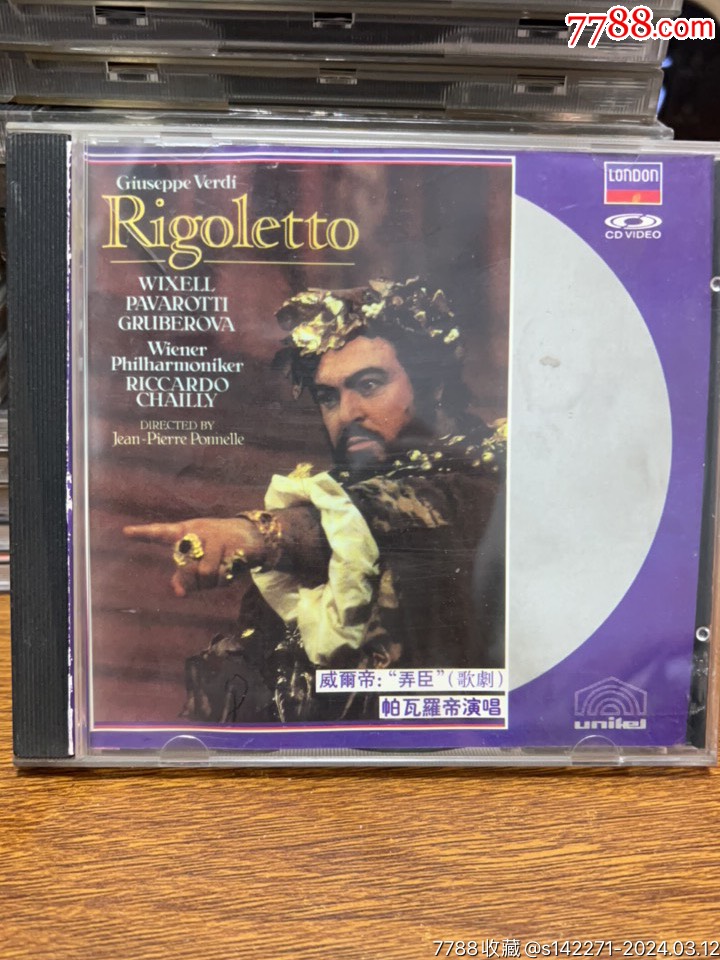 7788.com
Giuseppe Verdi
Rigoletto
WIXELL
PAVAROTTI
GRUBEROVA
Wiener
Philharmoniker
RICCARDO
CHAILLY
DIRECTED BY
Jean-Pierre Ponnelle
LONDON
CD VIDEO
威爾帝:“弄臣”(歌劇)
帕瓦羅帝演唱
unitel
7788收藏@s142271-2024.03.12